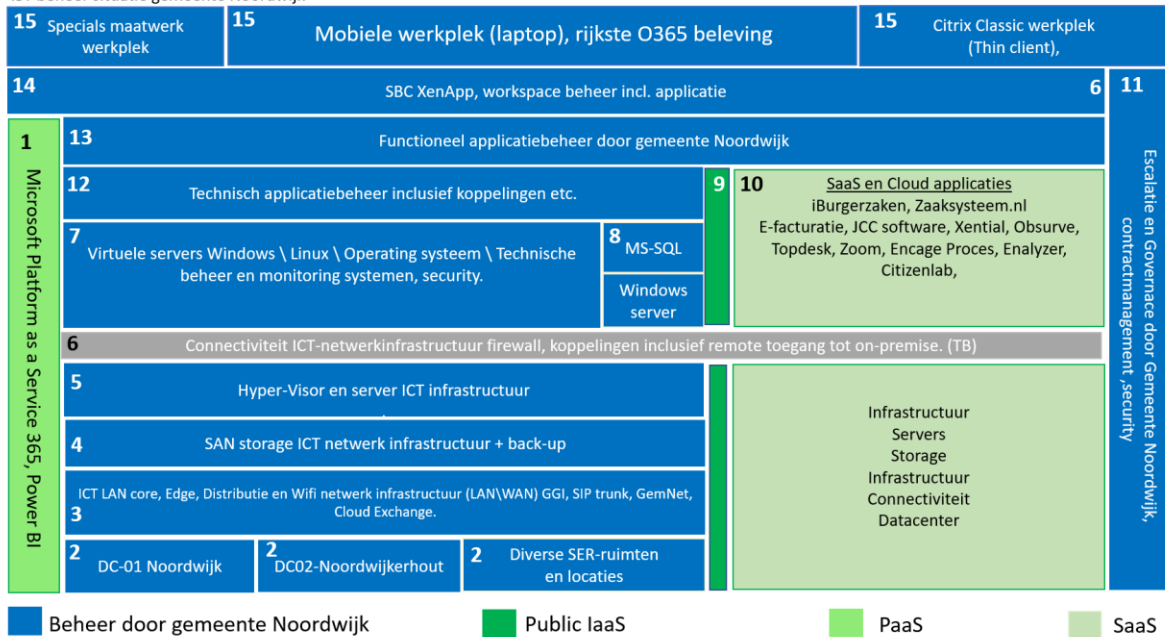 IST beheer situatie gemeente Noordwijk
15 Specials maatwerk
werkplek
15 Mobiele werkplek (laptop), rijkste O365 beleving
15 Citrix Classic werkplek
(Thin client),
14 SBC XenApp, workspace beheer incl. applicatie 6
11
Escalatie en Governace door Gemeente Noordwijk,
contractmanagement ,security
1
Microsoft Platform as a Service 365, Power BI
13 Functioneel applicatiebeheer door gemeente Noordwijk
12 Technisch applicatiebeheer inclusief koppelingen etc.
9
10 SaaS en Cloud applicaties
iBurgerzaken, Zaaksysteem.nl
E-facturatie, JCC software, Xential, Obsurve,
Topdesk, Zoom, Encage Proces, Enalyzer,
Citizenlab,
7
Virtuele servers Windows \ Linux \ Operating systeem \ Technische
beheer en monitoring systemen, security.
8 MS-SQL
Windows
server
6 Connectiviteit ICT-netwerkinfrastructuur firewall, koppelingen inclusief remote toegang tot on-premise. (TB)
5 Hyper-Visor en server ICT infrastructuur
.
4 SAN storage ICT netwerk infrastructuur + back-up
ICT LAN core, Edge, Distributie en Wifi netwerk infrastructuur (LAN\WAN) GGI, SIP trunk, GemNet,
3 Cloud Exchange.
2 DC-01 Noordwijk
2 DC02-Noordwijkerhout
2 Diverse SER-ruimten
en locaties
Infrastructuur
Servers
Storage
Infrastructuur
Connectiviteit
Datacenter
Beheer door gemeente Noordwijk
Public IaaS
PaaS
SaaS